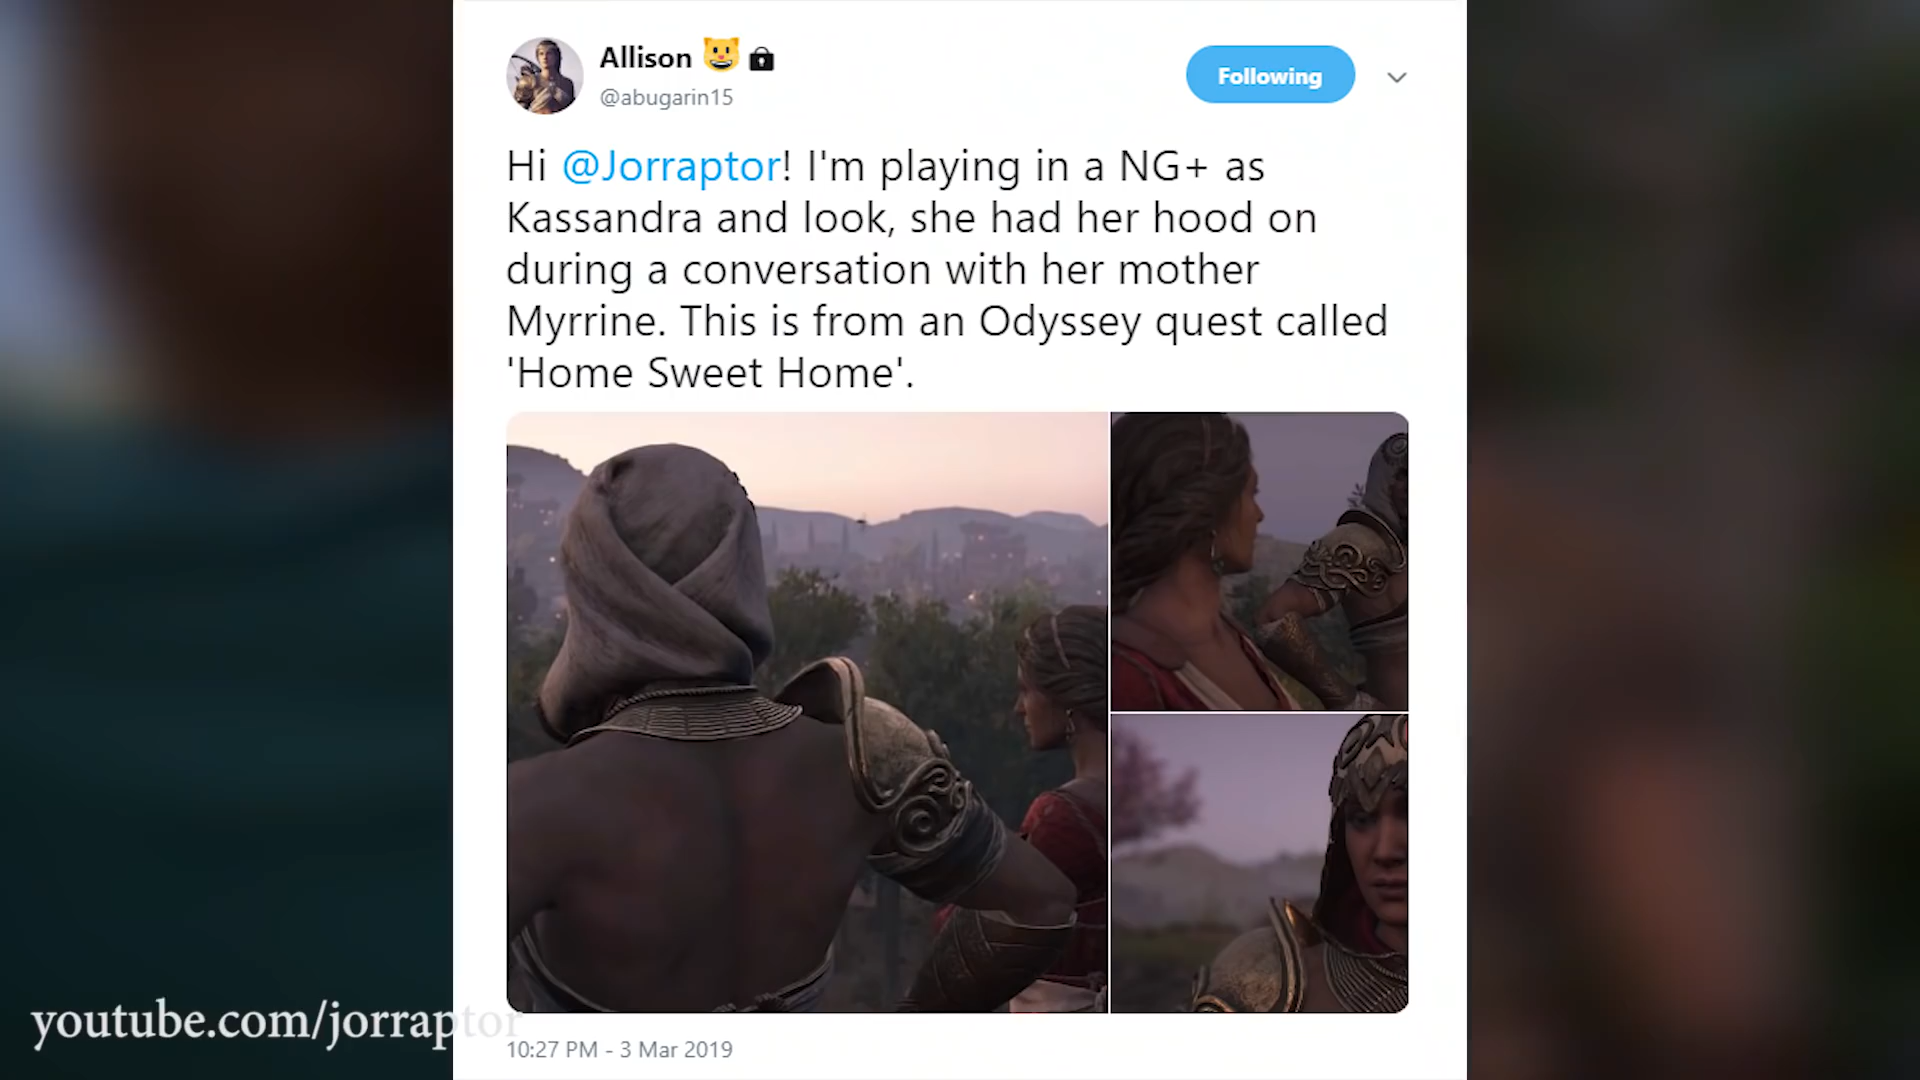 Allison
@abugarin15
Following
Hi @Jorraptor! I'm playing in a NG+ as
Kassandra and look, she had her hood on
during a conversation with her mother
Myrrine. This is from an Odyssey quest called
'Home Sweet Home'.
youtube.com/jorraptor
10:27 PM - 3 Mar 2019